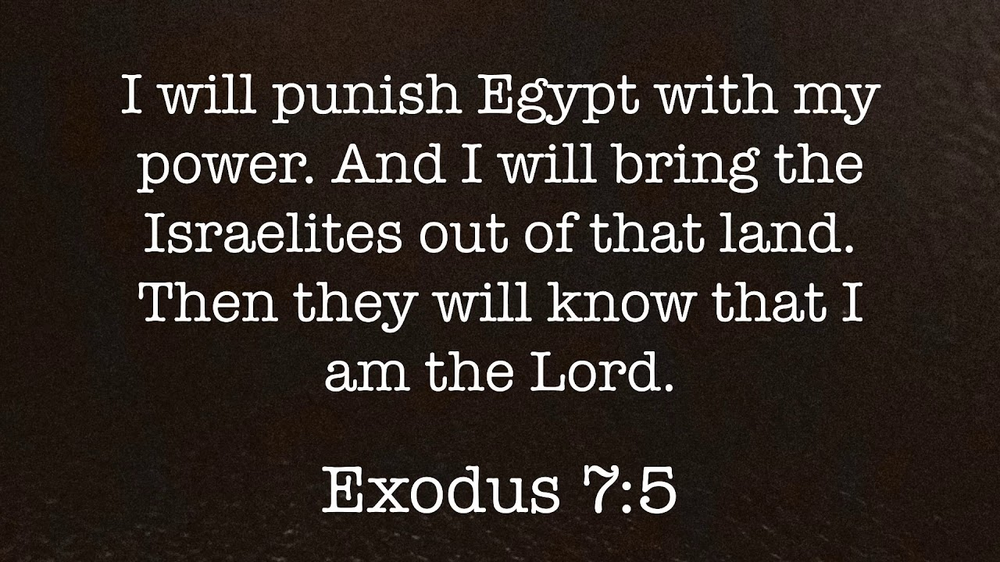 I will punish Egypt with my
power. And I will bring the
Israelites out of that land.
Then they will know that I
am the Lord.
Exodus 7:5